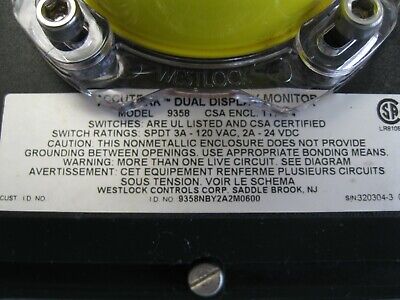 WESTLOCK
DUAL DISPLAY MONITOR
MODEL 9358 CSA ENCL.
SWITCHES: ARE UL LISTED AND CSA CERTIFIED
SWITCH RATINGS: SPDT 3A - 120 VAC, 2A - 24 VDC
CAUTION: THIS NONMETALLIC ENCLOSURE DOES NOT PROVIDE
GROUNDING BETWEEN OPENINGS. USE APPROPRIATE BONDING MEANS.
WARNING: MORE THAN ONE LIVE CIRCUIT. SEE DIAGRAM
AVERTISSEMENT: CET EQUIPEMENT RENFERME PLUSIEURS CIRCUITS
SOUS TENSION. VOIR LE SCHEMA
WESTLOCK CONTROLS CORP. SADDLE BROOK, NJ
CUST I.D NO. I.D. NO. 9358NBY2A2M0600 S/N 320304-3